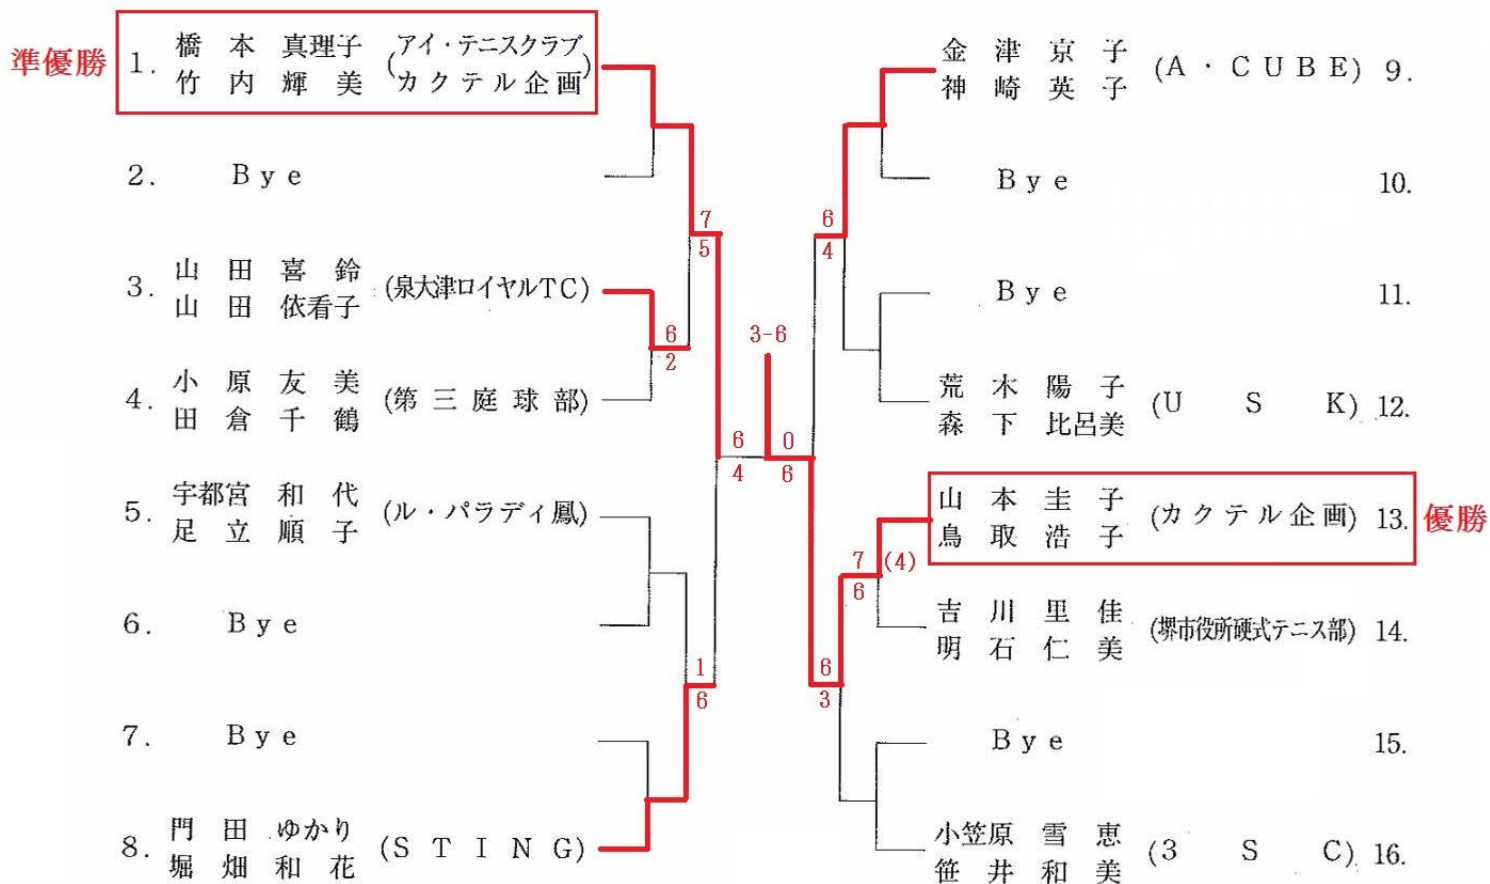 準優勝
1. 橋本 真理子 (アイ・テニスクラブ
竹内輝美 カクテル企画)
2. Bye
3. 山田喜鈴 (泉大津ロイヤルTC)
山田 依看子
4. 小原友美 (第三庭球部)
田倉千鶴
5. 宇都宮 和代 (ル・パラディ鳳)
足立順子
6. Bye
7. Bye
8. 門田 ゆかり (STING)
堀畑和花
7
5
6
2
6
4
1
6
3-6
0
6
6
4
7 (4)
6
6
3
金津京子 (A・CUBE) 9.
神崎英子
Bye 10.
Bye 11.
荒木陽子 (USK) 12.
森下 比呂美
山本圭子 (カクテル企画) 13. 優勝
鳥取浩子
吉川里佳 (堺市役所硬式テニス部) 14.
明石仁美
Bye 15.
小笠原 雪恵 (3SC) 16.
笹井和美